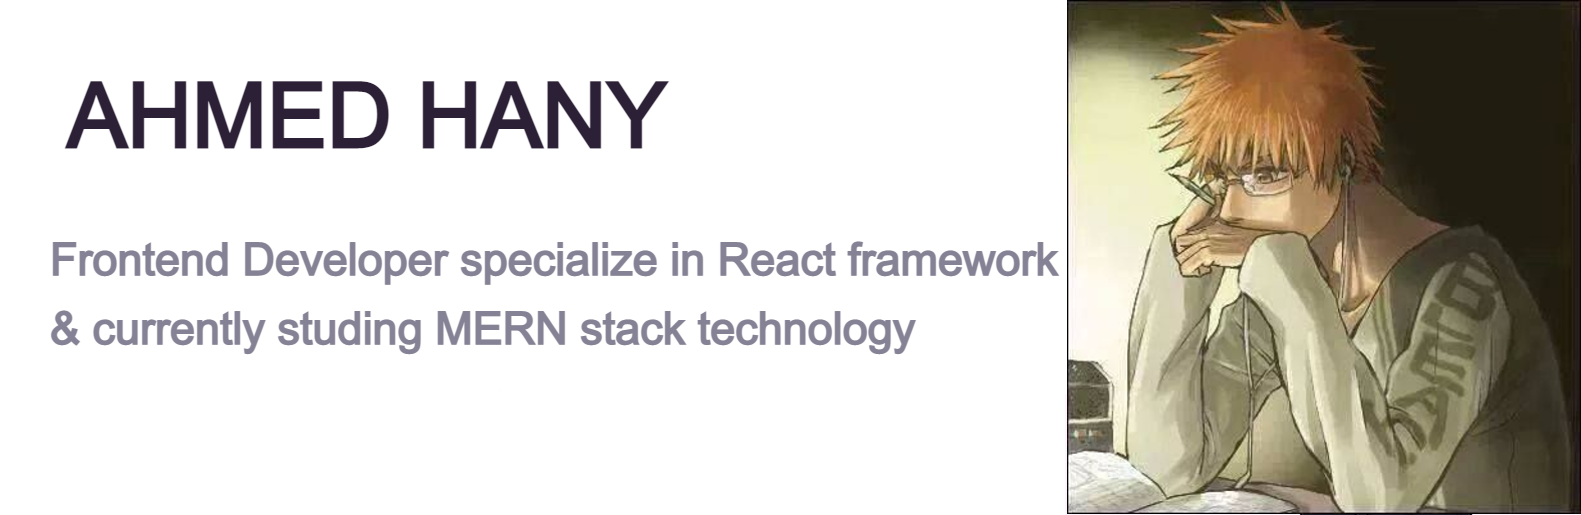 AHMED HANY
Frontend Developer specialize in React framework
& currently studing MERN stack technology